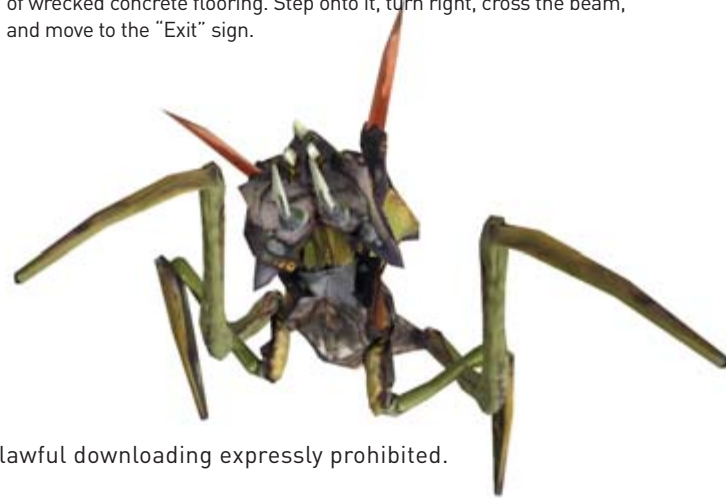 of wrecked concrete flooring. Step onto it, turn right, cross the beam,
and move to the “Exit” sign.
lawful downloading expressly prohibited.